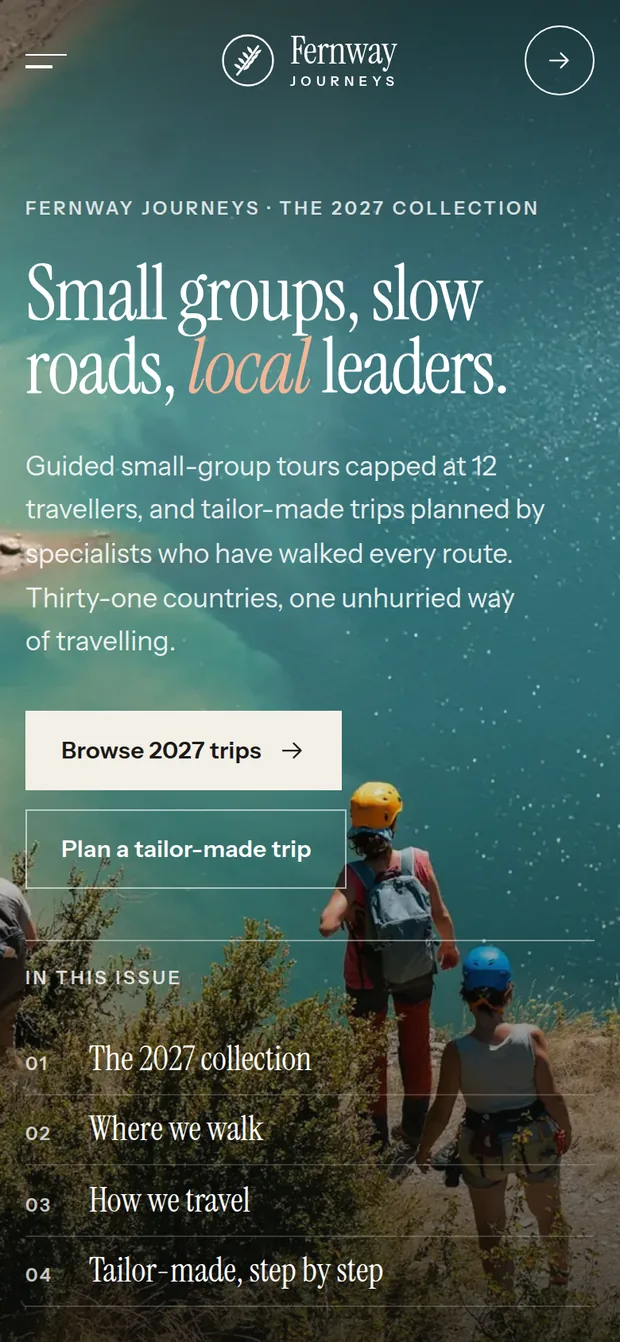 Fernway
JOURNEYS
FERNWAY JOURNEYS · THE 2027 COLLECTION
Small groups, slow
roads, local leaders.
Guided small-group tours capped at 12
travellers, and tailor-made trips planned by
specialists who have walked every route.
Thirty-one countries, one unhurried way
of travelling.
Browse 2027 trips →
Plan a tailor-made trip
IN THIS ISSUE
01 The 2027 collection
02 Where we walk
03 How we travel
04 Tailor-made, step by step